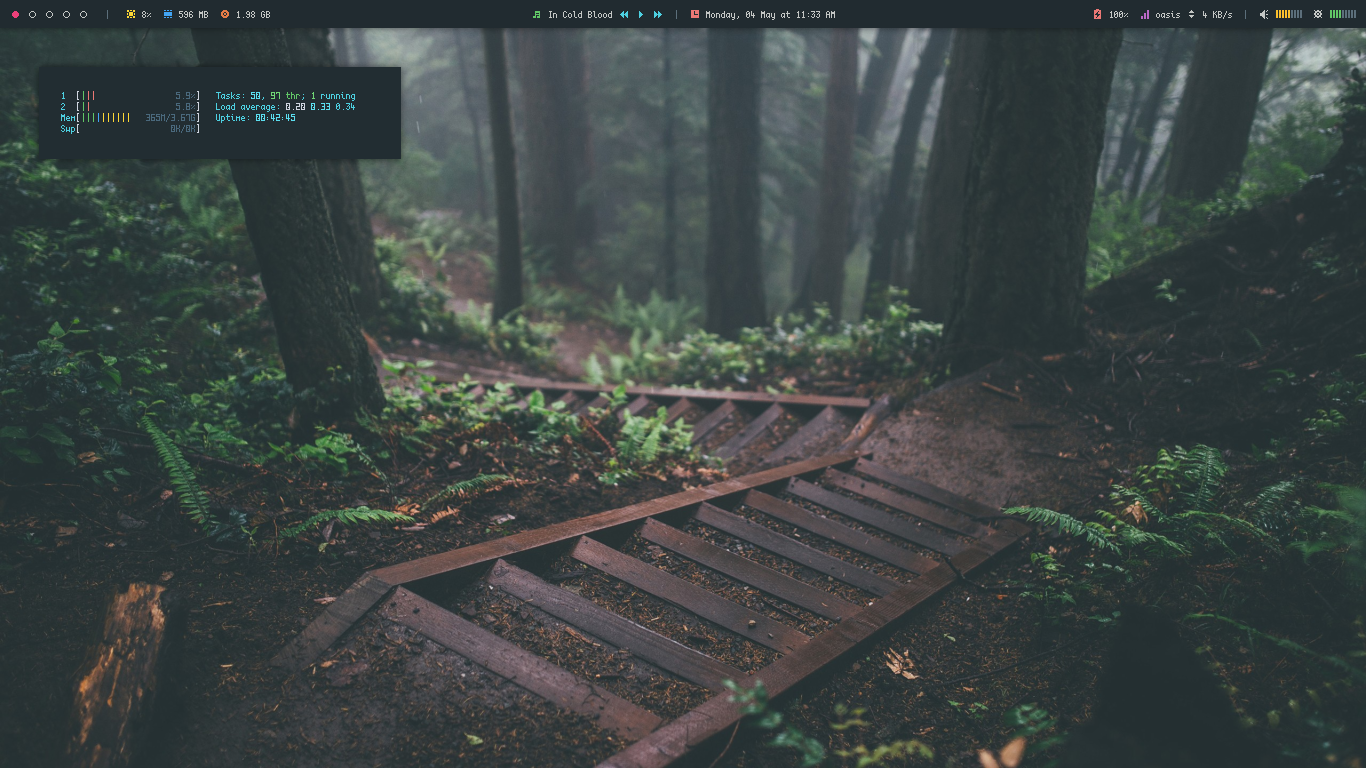 8% 596 MB 1.98 GB In Cold Blood Monday, 04 May at 11:33 AM 100% oasis 4 KB/s
1 [||| 5.9%] Tasks: 50, 97 thr; 1 running
2 [|| 5.8%] Load average: 0.20 0.33 0.34
Mem[|||||||||| 365M/3.67G] Uptime: 00:42:45
Swp[ 0K/0K]